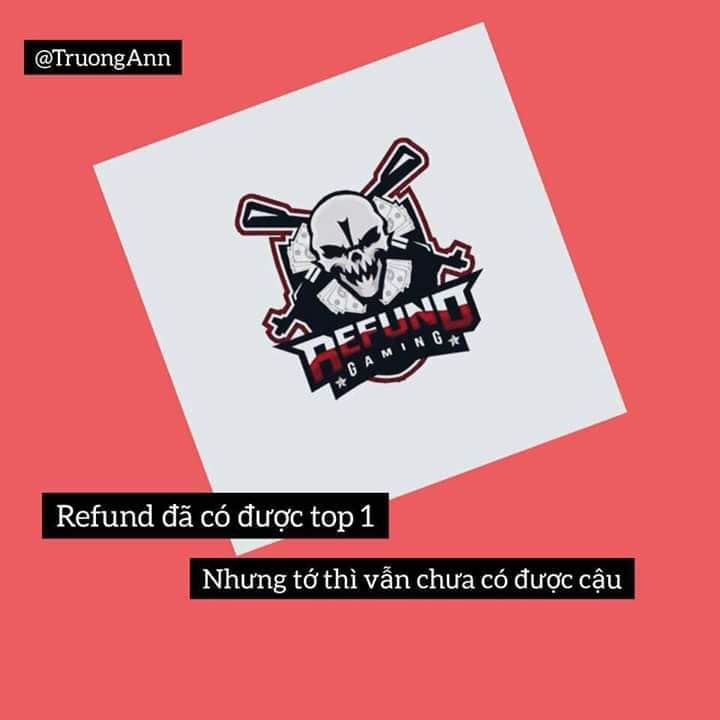 @TruongAnn
REFUND
GAMING
Refund đã có được top 1
Nhưng tớ thì vẫn chưa có được cậu